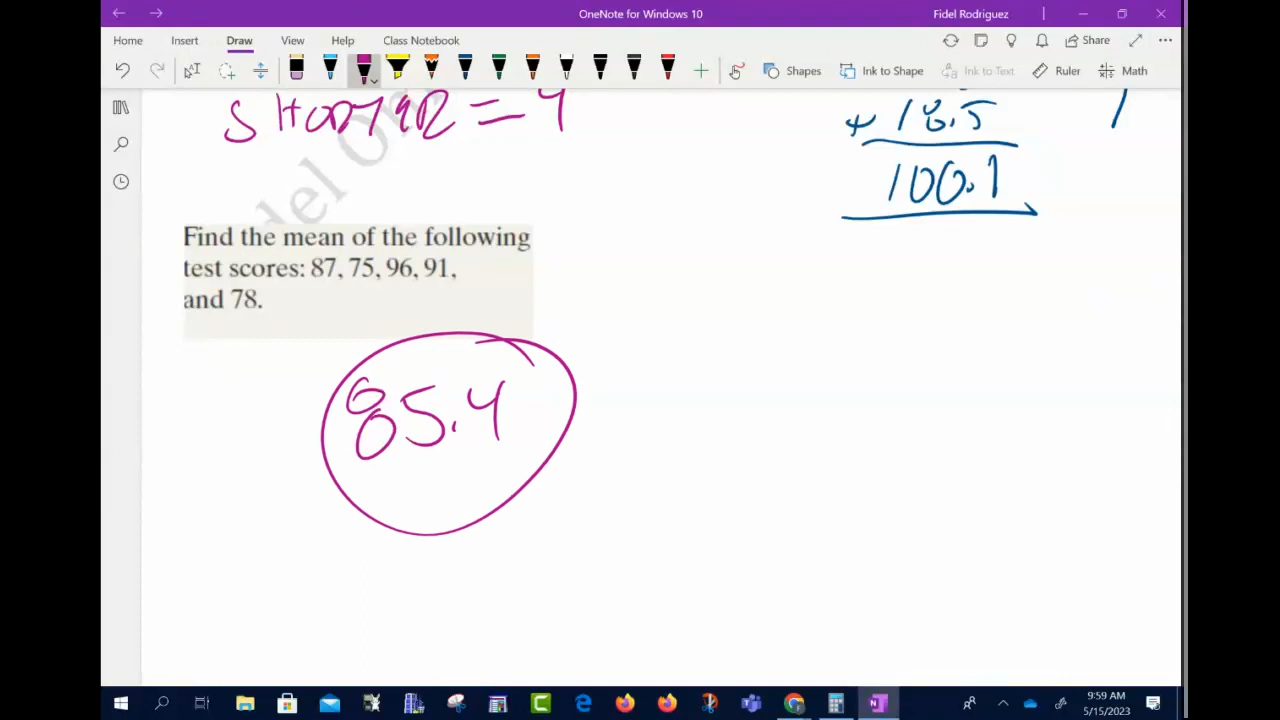 OneNote for Windows 10
Fidel Rodriguez
Home Insert Draw View Help Class Notebook
Share
Shapes Ink to Shape Ink to Text Ruler Math
= 4
+ 18.5
100.1
Find the mean of the following
test scores: 87, 75, 96, 91,
and 78.
85.4
9:59 AM
5/15/2023